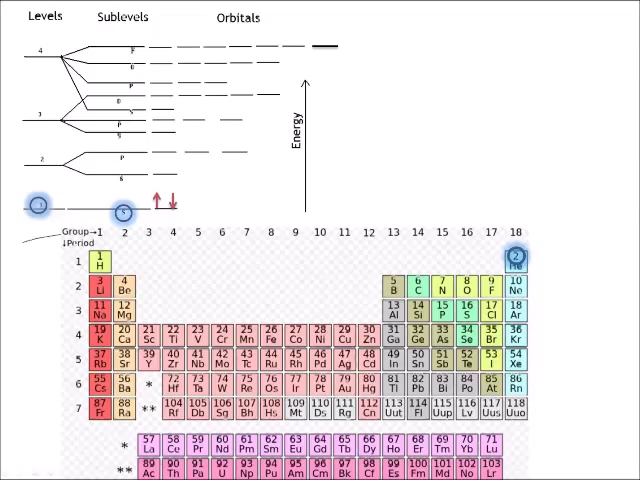 Levels Sublevels Orbitals
4 F
D
P
D
S
3 P
S
2 P
S
1 S
Energy
Group→1 2 3 4 5 6 7 8 9 10 11 12 13 14 15 16 17 18
↓Period
1 1 2
H He
2 3 4 5 6 7 8 9 10
Li Be B C N O F Ne
3 11 12 13 14 15 16 17 18
Na Mg Al Si P S Cl Ar
4 19 20 21 22 23 24 25 26 27 28 29 30 31 32 33 34 35 36
K Ca Sc Ti V Cr Mn Fe Co Ni Cu Zn Ga Ge As Se Br Kr
5 37 38 39 40 41 42 43 44 45 46 47 48 49 50 51 52 53 54
Rb Sr Y Zr Nb Mo Tc Ru Rh Pd Ag Cd In Sn Sb Te I Xe
6 55 56 * 72 73 74 75 76 77 78 79 80 81 82 83 84 85 86
Cs Ba Hf Ta W Re Os Ir Pt Au Hg Tl Pb Bi Po At Rn
7 87 88 ** 104 105 106 107 108 109 110 111 112 113 114 115 116 117 118
Fr Ra Rf Db Sg Bh Hs Mt Ds Rg Cn Uut Fl Uup Lv Uus Uuo
* 57 58 59 60 61 62 63 64 65 66 67 68 69 70 71
La Ce Pr Nd Pm Sm Eu Gd Tb Dy Ho Er Tm Yb Lu
** 89 90 91 92 93 94 95 96 97 98 99 100 101 102 103
Ac Th Pa U Np Pu Am Cm Bk Cf Es Fm Md No Lr